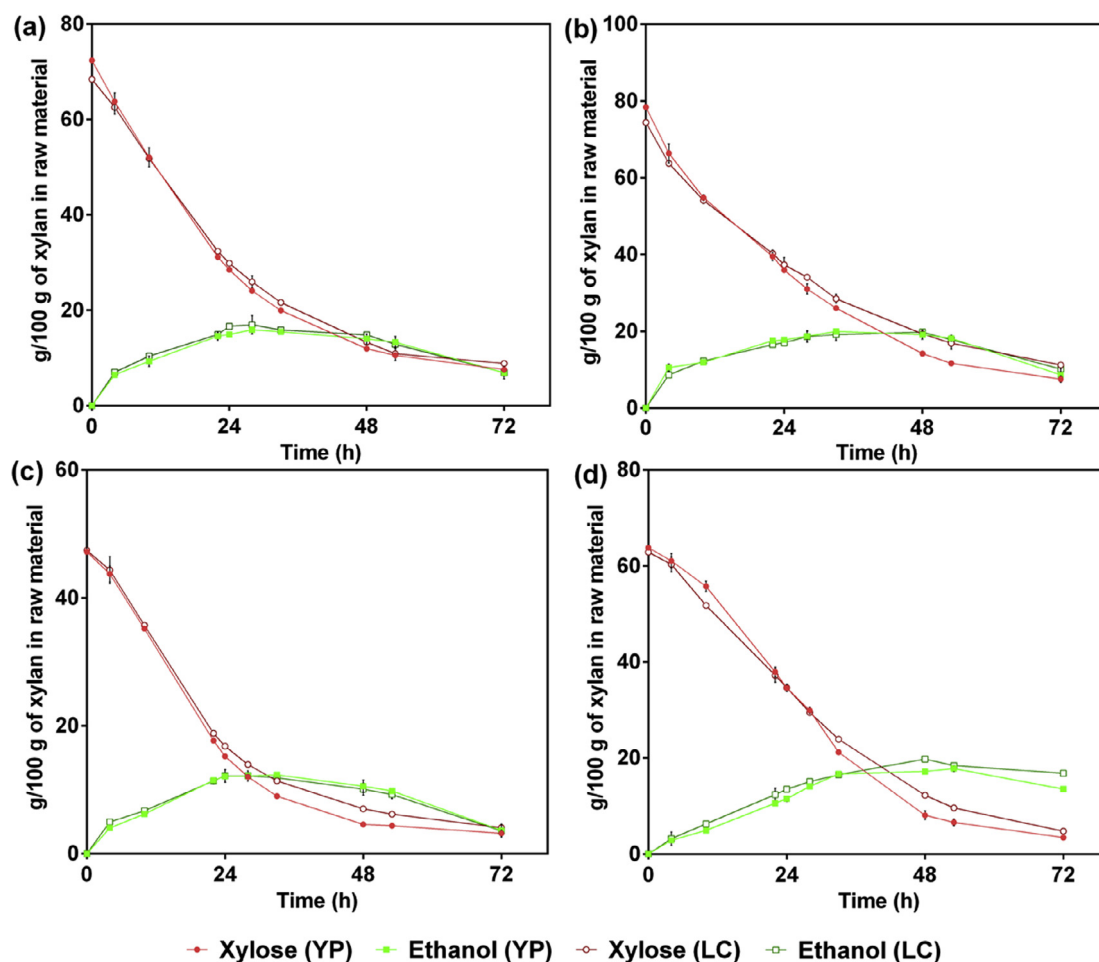 (a)
80
60
40
20
0
0 24 48 72
Time (h)
g/100 g of xylan in raw material
(b)
100
80
60
40
20
0
0 24 48 72
Time (h)
g/100 g of xylan in raw material
(c)
60
40
20
0
0 24 48 72
Time (h)
g/100 g of xylan in raw material
(d)
80
60
40
20
0
0 24 48 72
Time (h)
g/100 g of xylan in raw material
Xylose (YP) Ethanol (YP) Xylose (LC) Ethanol (LC)